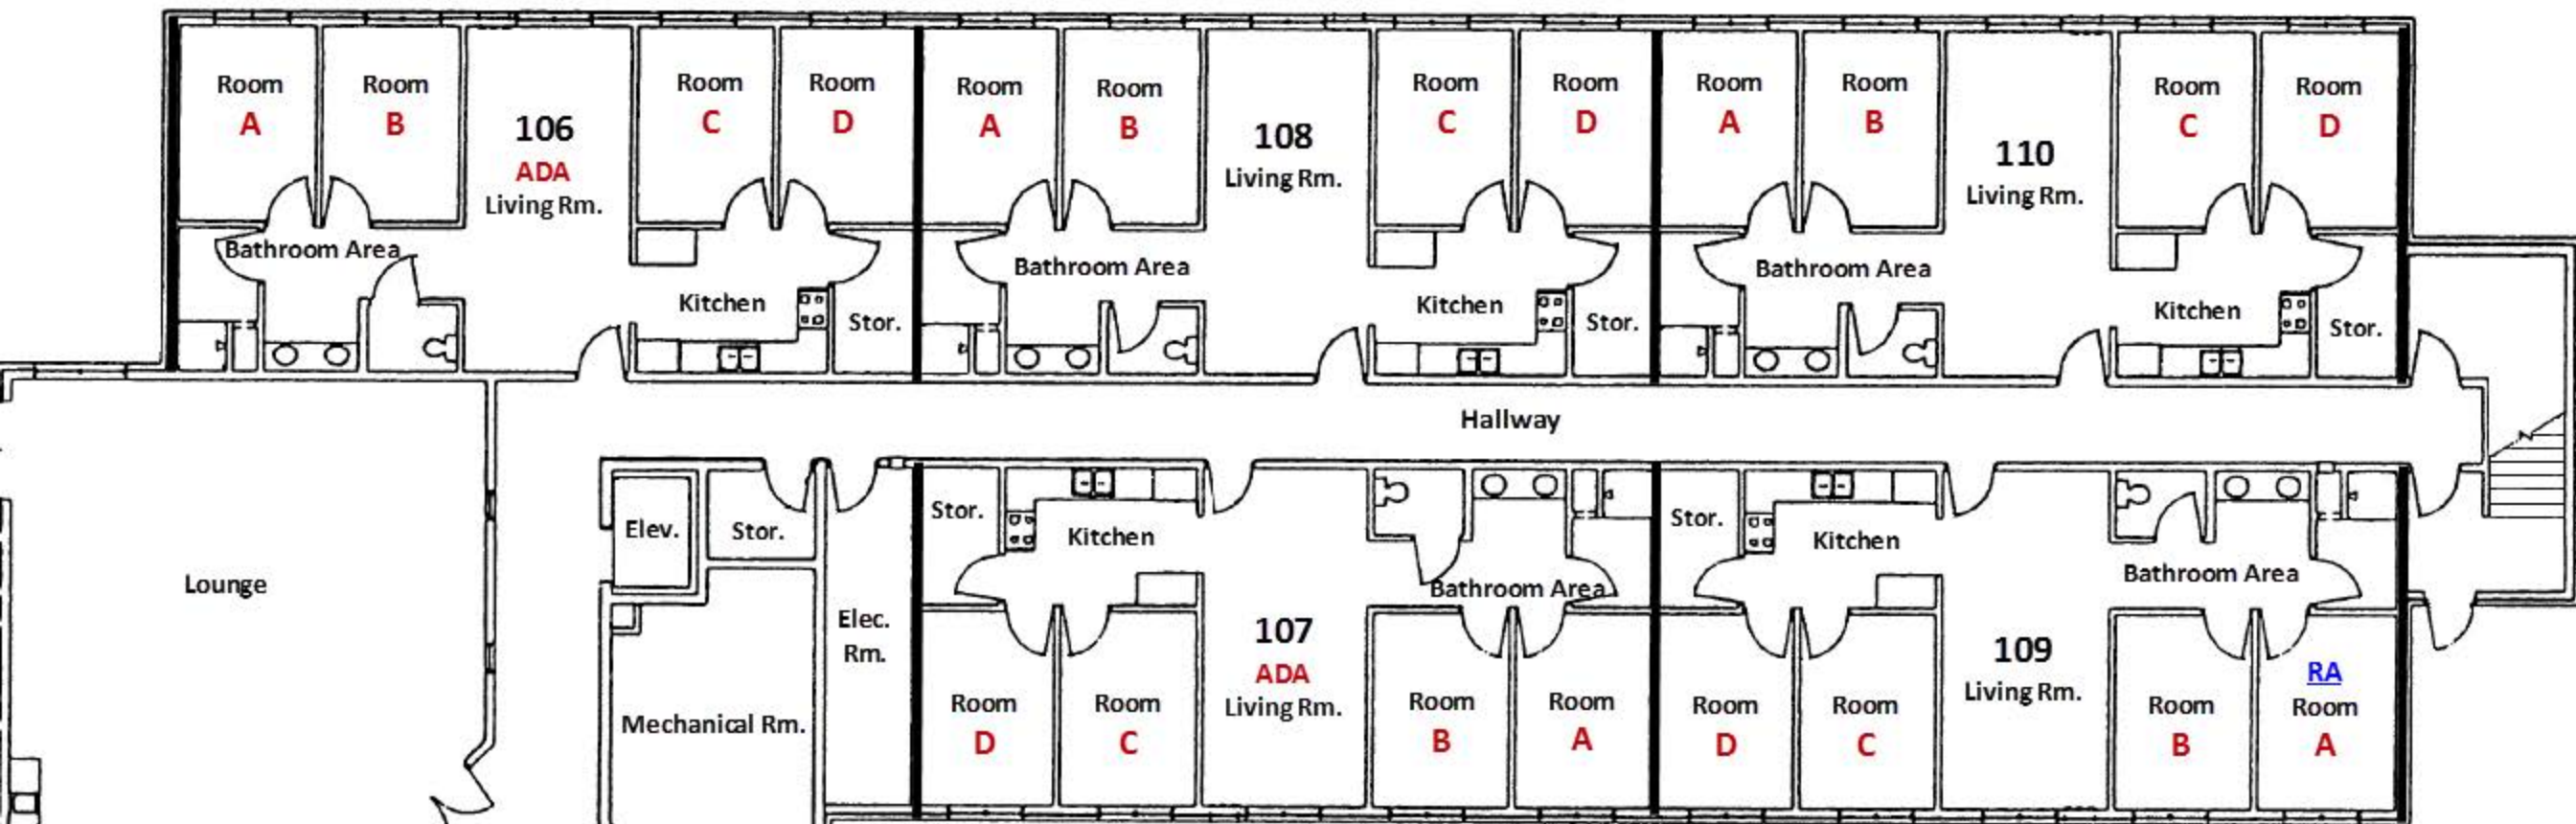 Room
A
Room
B
106
ADA
Living Rm.
Room
C
Room
D
Bathroom Area
Kitchen
Stor.
Room
A
Room
B
108
Living Rm.
Room
C
Room
D
Bathroom Area
Kitchen
Stor.
Room
A
Room
B
110
Living Rm.
Room
C
Room
D
Bathroom Area
Kitchen
Stor.
Hallway
Lounge
Elev.
Stor.
Mechanical Rm.
Elec.
Rm.
Stor.
Kitchen
Bathroom Area
Room
D
Room
C
107
ADA
Living Rm.
Room
B
Room
A
Stor.
Kitchen
Bathroom Area
Room
D
Room
C
109
Living Rm.
Room
B
RA
Room
A